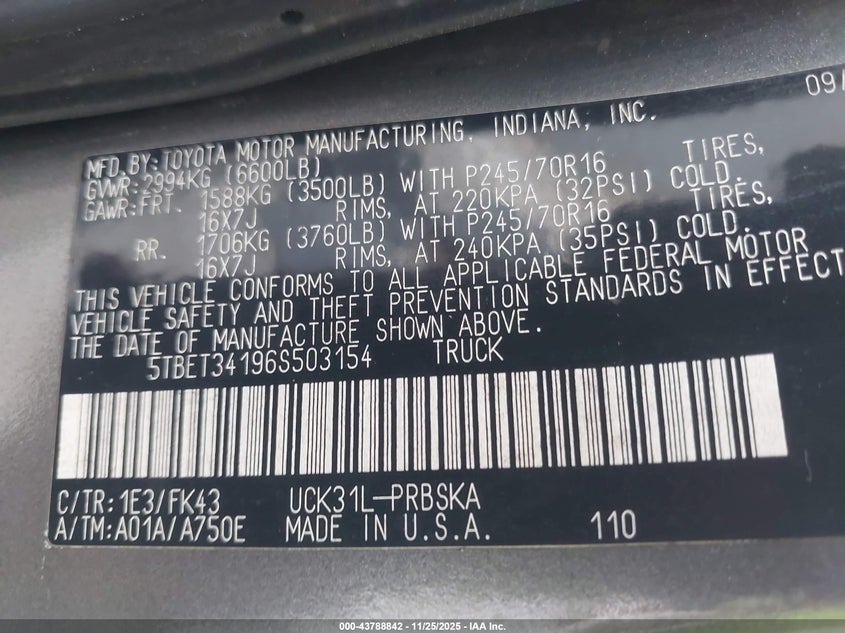 09/
MFD.BY:TOYOTA MOTOR MANUFACTURING, INDIANA, INC.
GVWR:2994KG (6600LB)
GAWR:FRT. 1588KG (3500LB) WITH P245/70R16 TIRES,
16X7J RIMS, AT 220KPA (32PSI) COLD.
RR. 1706KG (3760LB) WITH P245/70R16 TIRES,
16X7J RIMS, AT 240KPA (35PSI) COLD.
THIS VEHICLE CONFORMS TO ALL APPLICABLE FEDERAL MOTOR
VEHICLE SAFETY AND THEFT PREVENTION STANDARDS IN EFFECT
THE DATE OF MANUFACTURE SHOWN ABOVE.
5TBET34196S503154 TRUCK
C/TR:1E3/FK43 UCK31L-PRBSKA
A/TM:A01A/A750E MADE IN U.S.A. 110
000-43788842 - 11/25/2025 - IAA Inc.